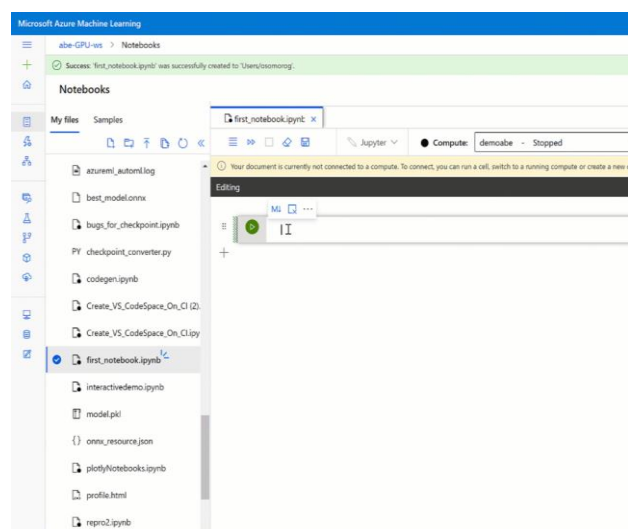 Microsoft Azure Machine Learning
abe-GPU-ws > Notebooks
Success: 'first_notebook.ipynb' was successfully created to 'Users/osomorog'.
Notebooks
My files Samples
first_notebook.ipynb ×
Jupyter
Compute: demoabe - Stopped
Your document is currently not connected to a compute. To connect, you can run a cell, switch to a running compute or create a new
Editing
M↓ ···
azureml_automl.log
best_model.onnx
bugs_for_checkpoint.ipynb
PY checkpoint_converter.py
codegen.ipynb
Create_VS_CodeSpace_On_CI (2).
Create_VS_CodeSpace_On_CI.ipy
first_notebook.ipynb
interactivedemo.ipynb
model.pkl
{} onnx_resource.json
plotlyNotebooks.ipynb
profile.html
repro2.ipynb